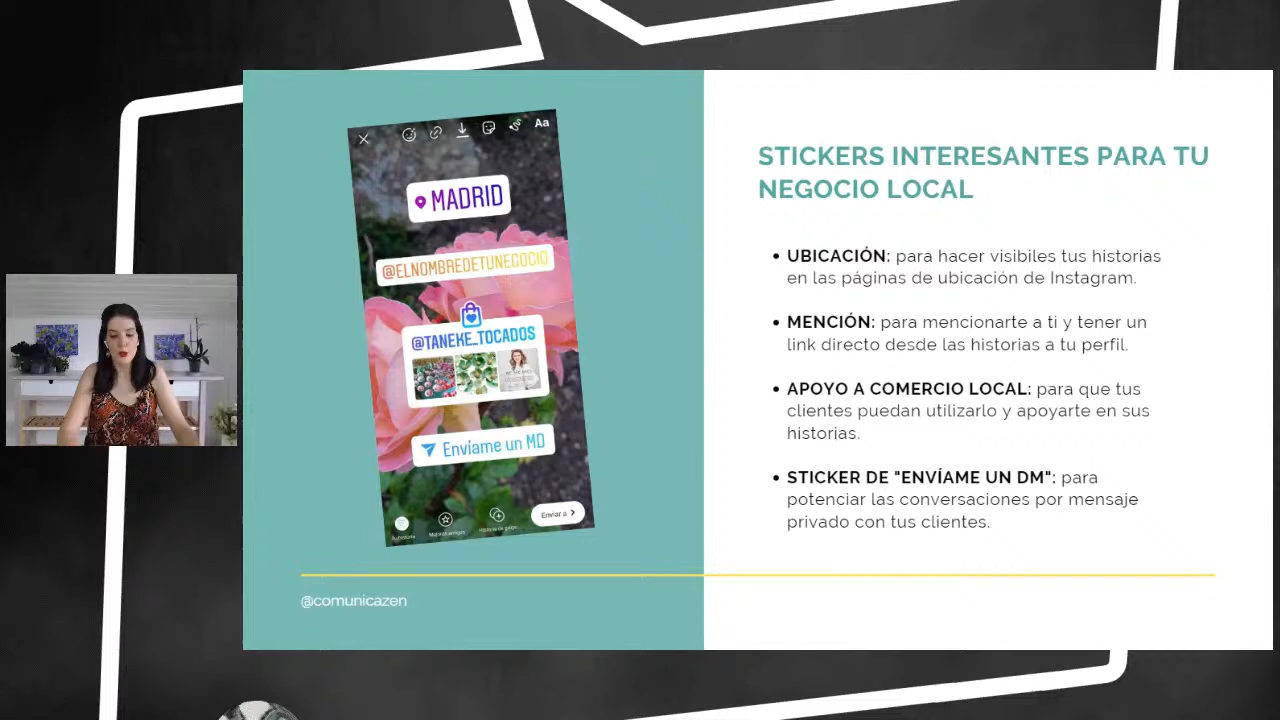 Aa
MADRID
@ELNOMBREDETUNEGOCIO
@TANEKE_TOCADOS
Envíame un MD
Enviar a
@comunicazen
STICKERS INTERESANTES PARA TU
NEGOCIO LOCAL
• UBICACIÓN: para hacer visibiles tus historias
en las páginas de ubicación de Instagram.
• MENCIÓN: para mencionarte a ti y tener un
link directo desde las historias a tu perfil.
• APOYO A COMERCIO LOCAL: para que tus
clientes puedan utilizarlo y apoyarte en sus
historias.
• STICKER DE "ENVÍAME UN DM": para
potenciar las conversaciones por mensaje
privado con tus clientes.